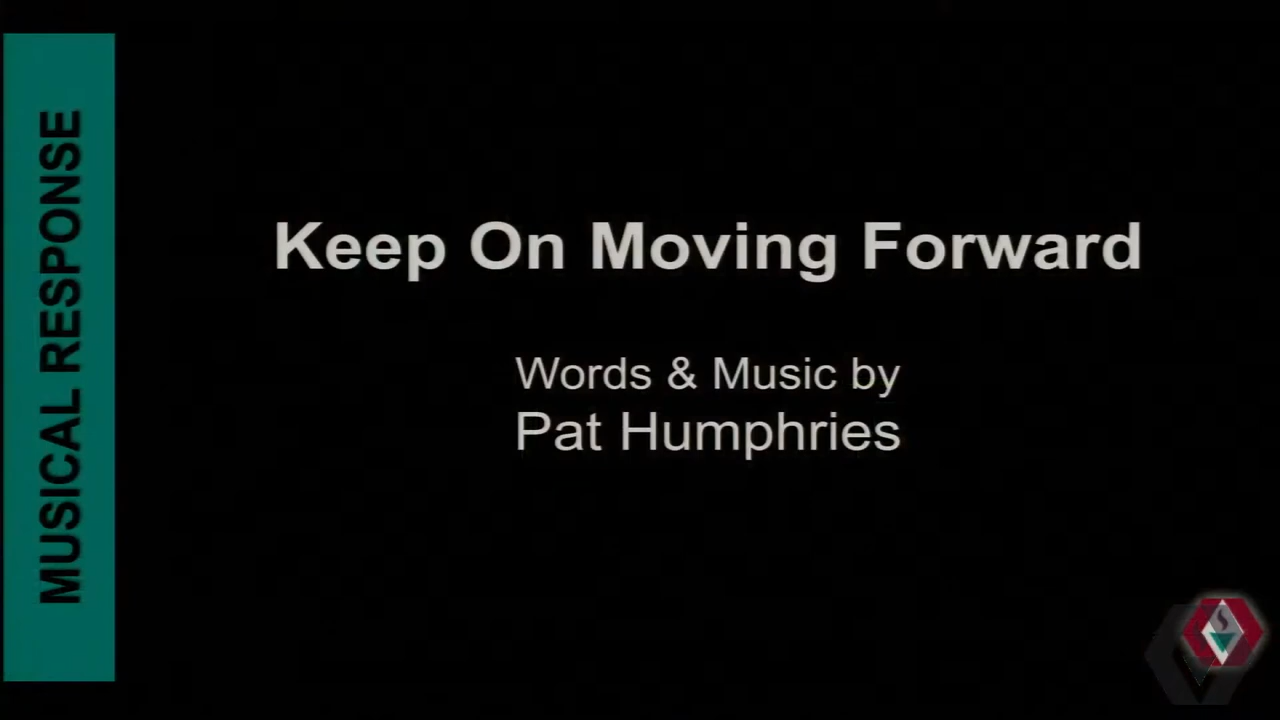 MUSICAL RESPONSE
Keep On Moving Forward
Words & Music by
Pat Humphries